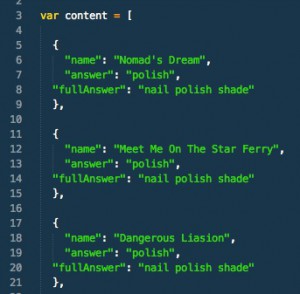 3 var content = [
4
5 {
6 "name": "Nomad's Dream",
7 "answer": "polish",
8 "fullAnswer": "nail polish shade"
9 },
10
11 {
12 "name": "Meet Me On The Star Ferry",
13 "answer": "polish",
14 "fullAnswer": "nail polish shade"
15 },
16
17 {
18 "name": "Dangerous Liasion",
19 "answer": "polish",
20 "fullAnswer": "nail polish shade"
21 },